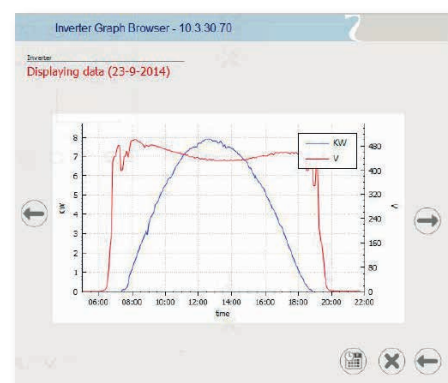 Inverter Graph Browser - 10.3.30.70
Inverter
Displaying data (23-9-2014)
KW
V
8
7
6
5
4
3
2
1
0
KW
480
400
320
240
160
80
0
V
06:00 08:00 10:00 12:00 14:00 16:00 18:00 20:00 22:00
time